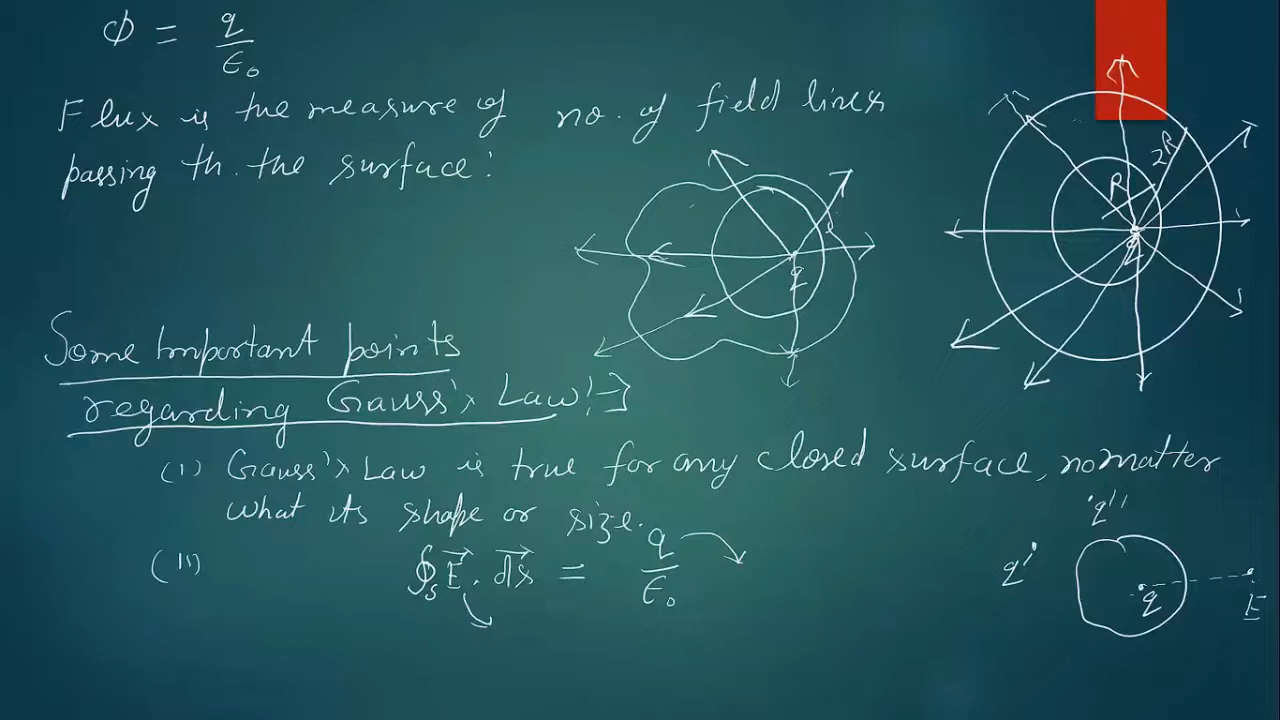 ϕ = q/ε₀
Flux is the measure of no. of field lines
passing th. the surface:
2R
R
q
q
Some Important points
regarding Gauss's Law:→
(i) Gauss's Law is true for any closed surface, no matter
what its shape or size.
q''
(ii) ∮ₛ E⃗ . d⃗s = q/ε₀
q'
q
E